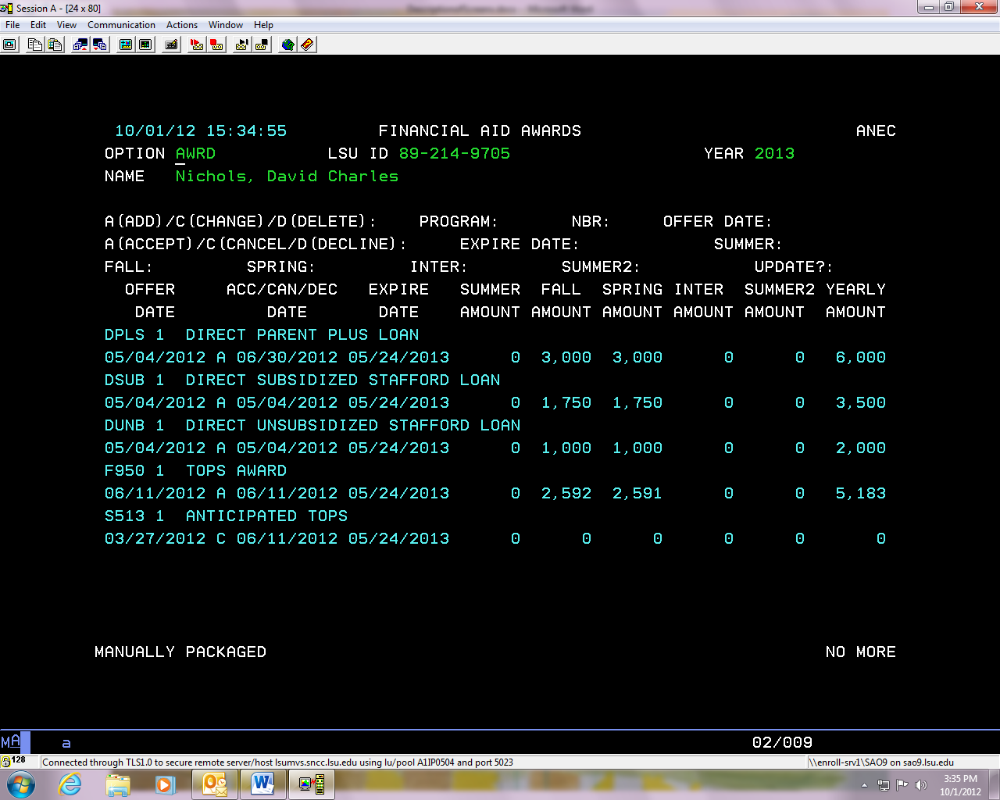 Session A - [24 x 80]
File Edit View Communication Actions Window Help
10/01/12 15:34:55 FINANCIAL AID AWARDS ANEC
OPTION AWRD LSU ID 89-214-9705 YEAR 2013
NAME Nichols, David Charles
A(ADD)/C(CHANGE)/D(DELETE): PROGRAM: NBR: OFFER DATE:
A(ACCEPT)/C(CANCEL/D(DECLINE): EXPIRE DATE: SUMMER:
FALL: SPRING: INTER: SUMMER2: UPDATE?:
OFFER ACC/CAN/DEC EXPIRE SUMMER FALL SPRING INTER SUMMER2 YEARLY
DATE DATE DATE AMOUNT AMOUNT AMOUNT AMOUNT AMOUNT AMOUNT
DPLS 1 DIRECT PARENT PLUS LOAN
05/04/2012 A 06/30/2012 05/24/2013 0 3,000 3,000 0 0 6,000
DSUB 1 DIRECT SUBSIDIZED STAFFORD LOAN
05/04/2012 A 05/04/2012 05/24/2013 0 1,750 1,750 0 0 3,500
DUNB 1 DIRECT UNSUBSIDIZED STAFFORD LOAN
05/04/2012 A 05/04/2012 05/24/2013 0 1,000 1,000 0 0 2,000
F950 1 TOPS AWARD
06/11/2012 A 06/11/2012 05/24/2013 0 2,592 2,591 0 0 5,183
S513 1 ANTICIPATED TOPS
03/27/2012 C 06/11/2012 05/24/2013 0 0 0 0 0 0
MANUALLY PACKAGED NO MORE
MA a 02/009
128 Connected through TLS1.0 to secure remote server/host lsumvs.sncc.lsu.edu using lu/pool A1IP0504 and port 5023 \\enroll-srv1\SAO9 on sao9.lsu.edu
3:35 PM
10/1/2012